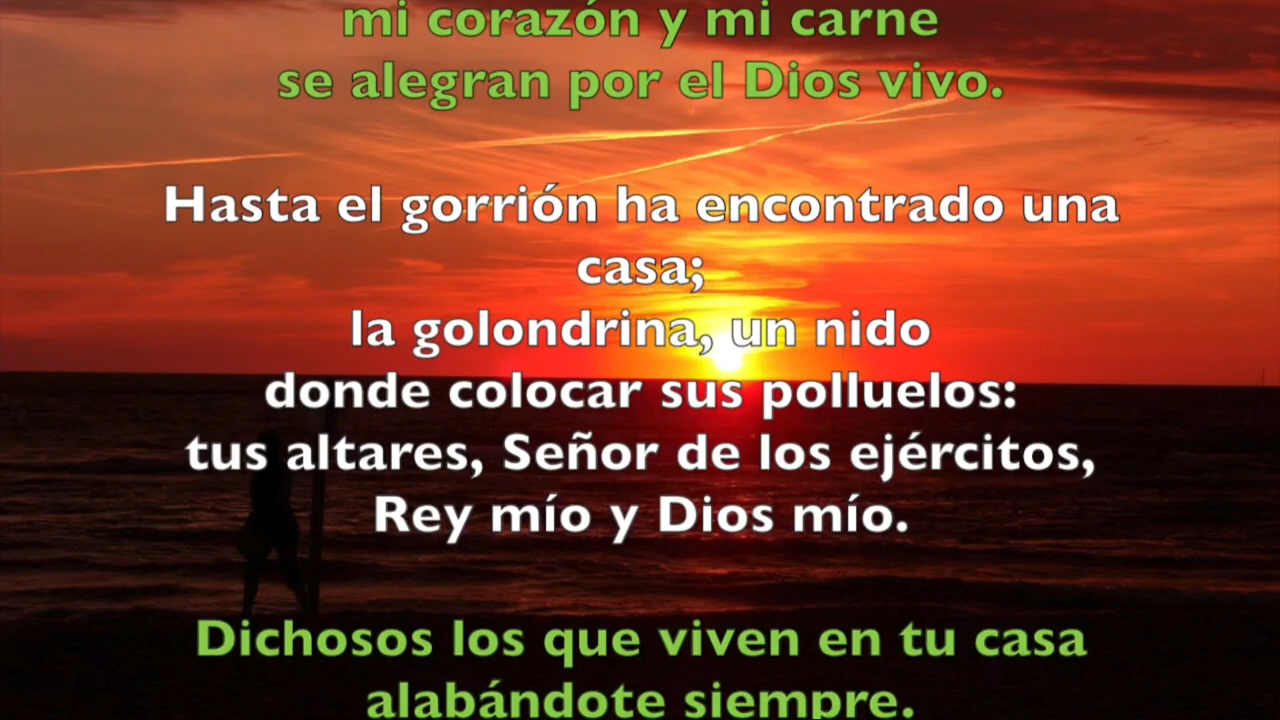 mi corazón y mi carne
se alegran por el Dios vivo.
Hasta el gorrión ha encontrado una
casa;
la golondrina, un nido
donde colocar sus polluelos:
tus altares, Señor de los ejércitos,
Rey mío y Dios mío.
Dichosos los que viven en tu casa
alabándote siempre.